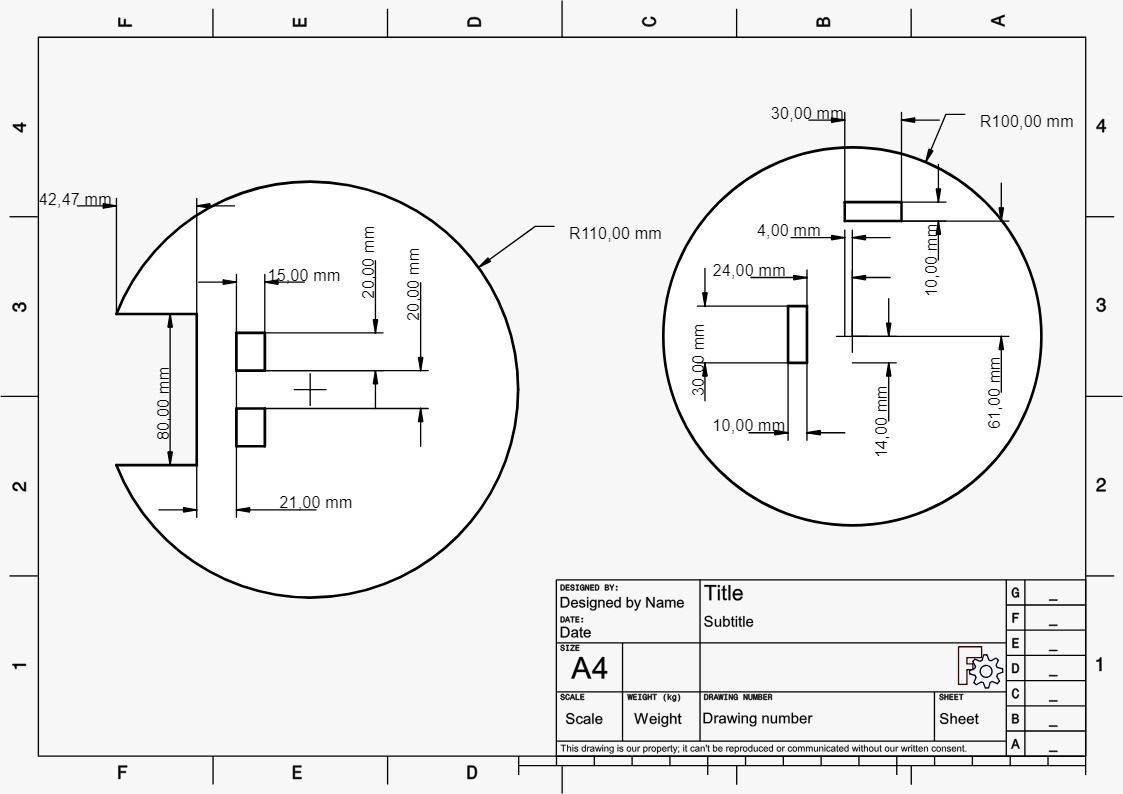 F E D C B A
4 4
30,00 mm
R100,00 mm
42,47 mm
R110,00 mm
4,00 mm
20,00 mm
15,00 mm
20,00 mm
24,00 mm
10,00 mm
3 3
30,00 mm
80,00 mm
61,00 mm
10,00 mm
14,00 mm
2 2
21,00 mm
DESIGNED BY:
Designed by Name
DATE:
Date
Title
Subtitle
SIZE
A4
SCALE
Scale
WEIGHT (kg)
Weight
DRAWING NUMBER
Drawing number
SHEET
Sheet
This drawing is our property; it can't be reproduced or communicated without our written consent.
G _
F _
E _
D _
C _
B _
A _
1 1
F E D